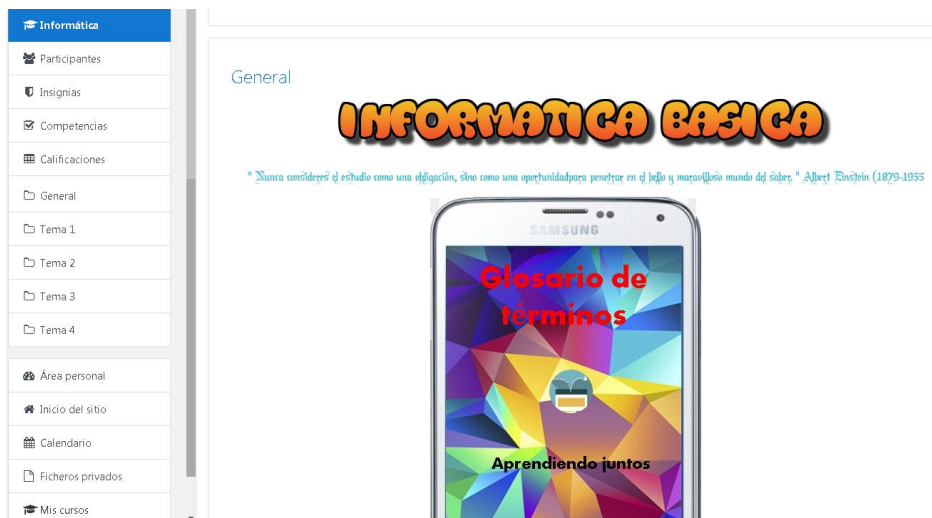 Informática
Participantes
Insignias
Competencias
Calificaciones
General
Tema 1
Tema 2
Tema 3
Tema 4
Área personal
Inicio del sitio
Calendario
Ficheros privados
Mis cursos
General
INFORMATICA BASICA
" Nunca consideres el estudio como una obligación, sino como una oportunidadpara penetrar en el bello y maravilloso mundo del saber. " Albert Einstein (1879-1955
SAMSUNG
Glosario de
términos
Aprendiendo juntos